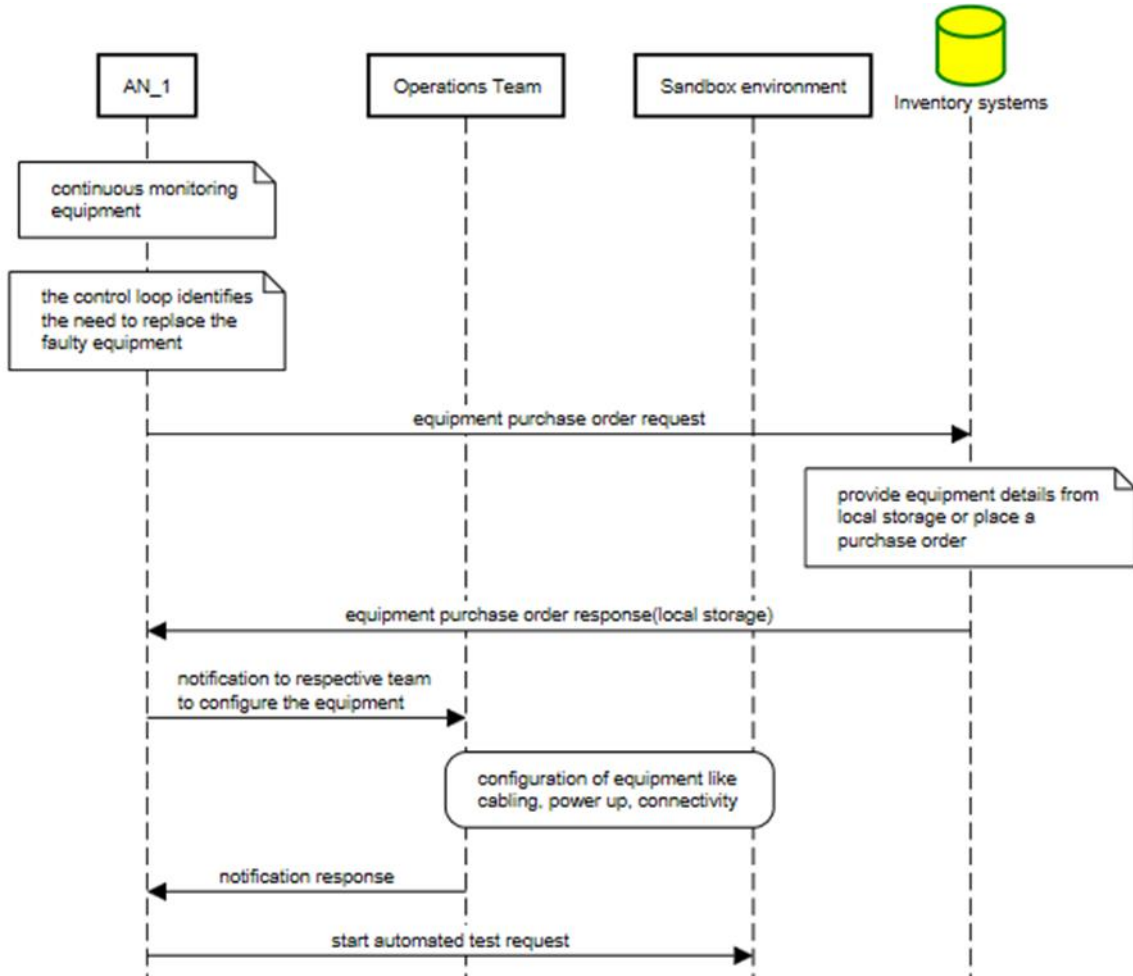 AN_1
Operations Team
Sandbox environment
Inventory systems
continuous monitoring
equipment
the control loop identifies
the need to replace the
faulty equipment
equipment purchase order request
provide equipment details from
local storage or place a
purchase order
equipment purchase order response(local storage)
notification to respective team
to configure the equipment
configuration of equipment like
cabling, power up, connectivity
notification response
start automated test request